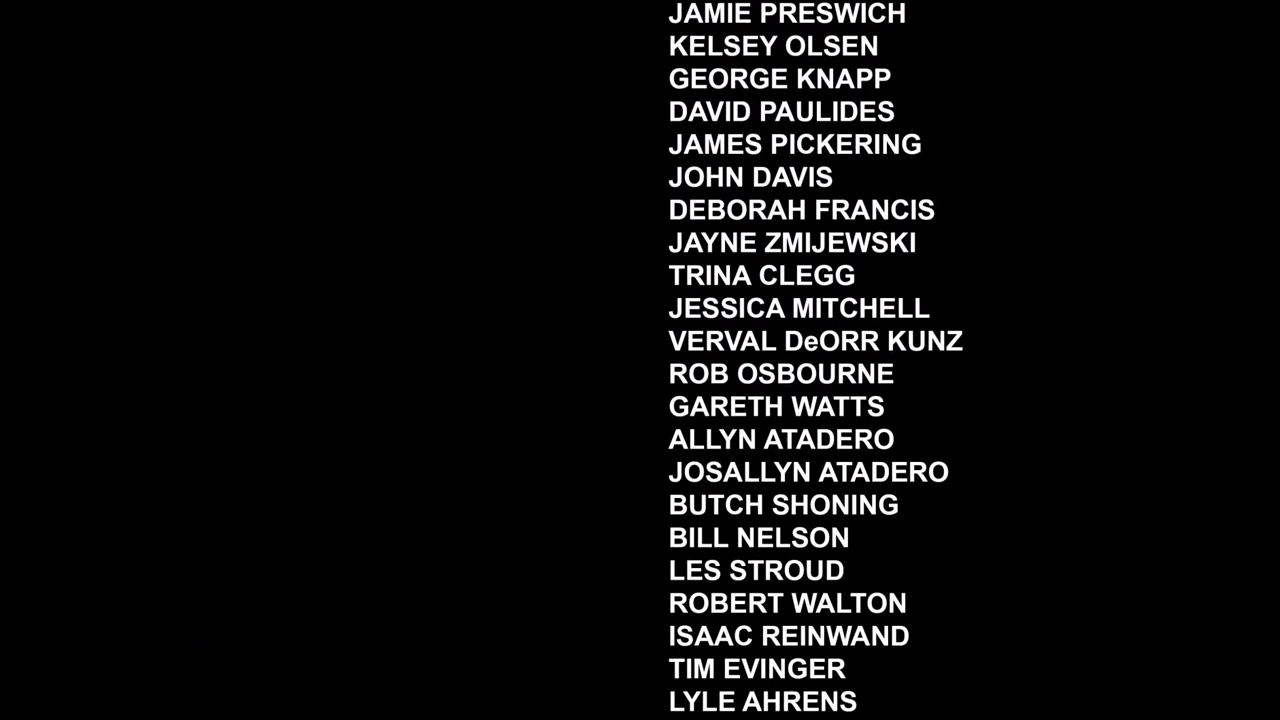 JAMIE PRESWICH
KELSEY OLSEN
GEORGE KNAPP
DAVID PAULIDES
JAMES PICKERING
JOHN DAVIS
DEBORAH FRANCIS
JAYNE ZMIJEWSKI
TRINA CLEGG
JESSICA MITCHELL
VERVAL DeORR KUNZ
ROB OSBOURNE
GARETH WATTS
ALLYN ATADERO
JOSALLYN ATADERO
BUTCH SHONING
BILL NELSON
LES STROUD
ROBERT WALTON
ISAAC REINWAND
TIM EVINGER
LYLE AHRENS